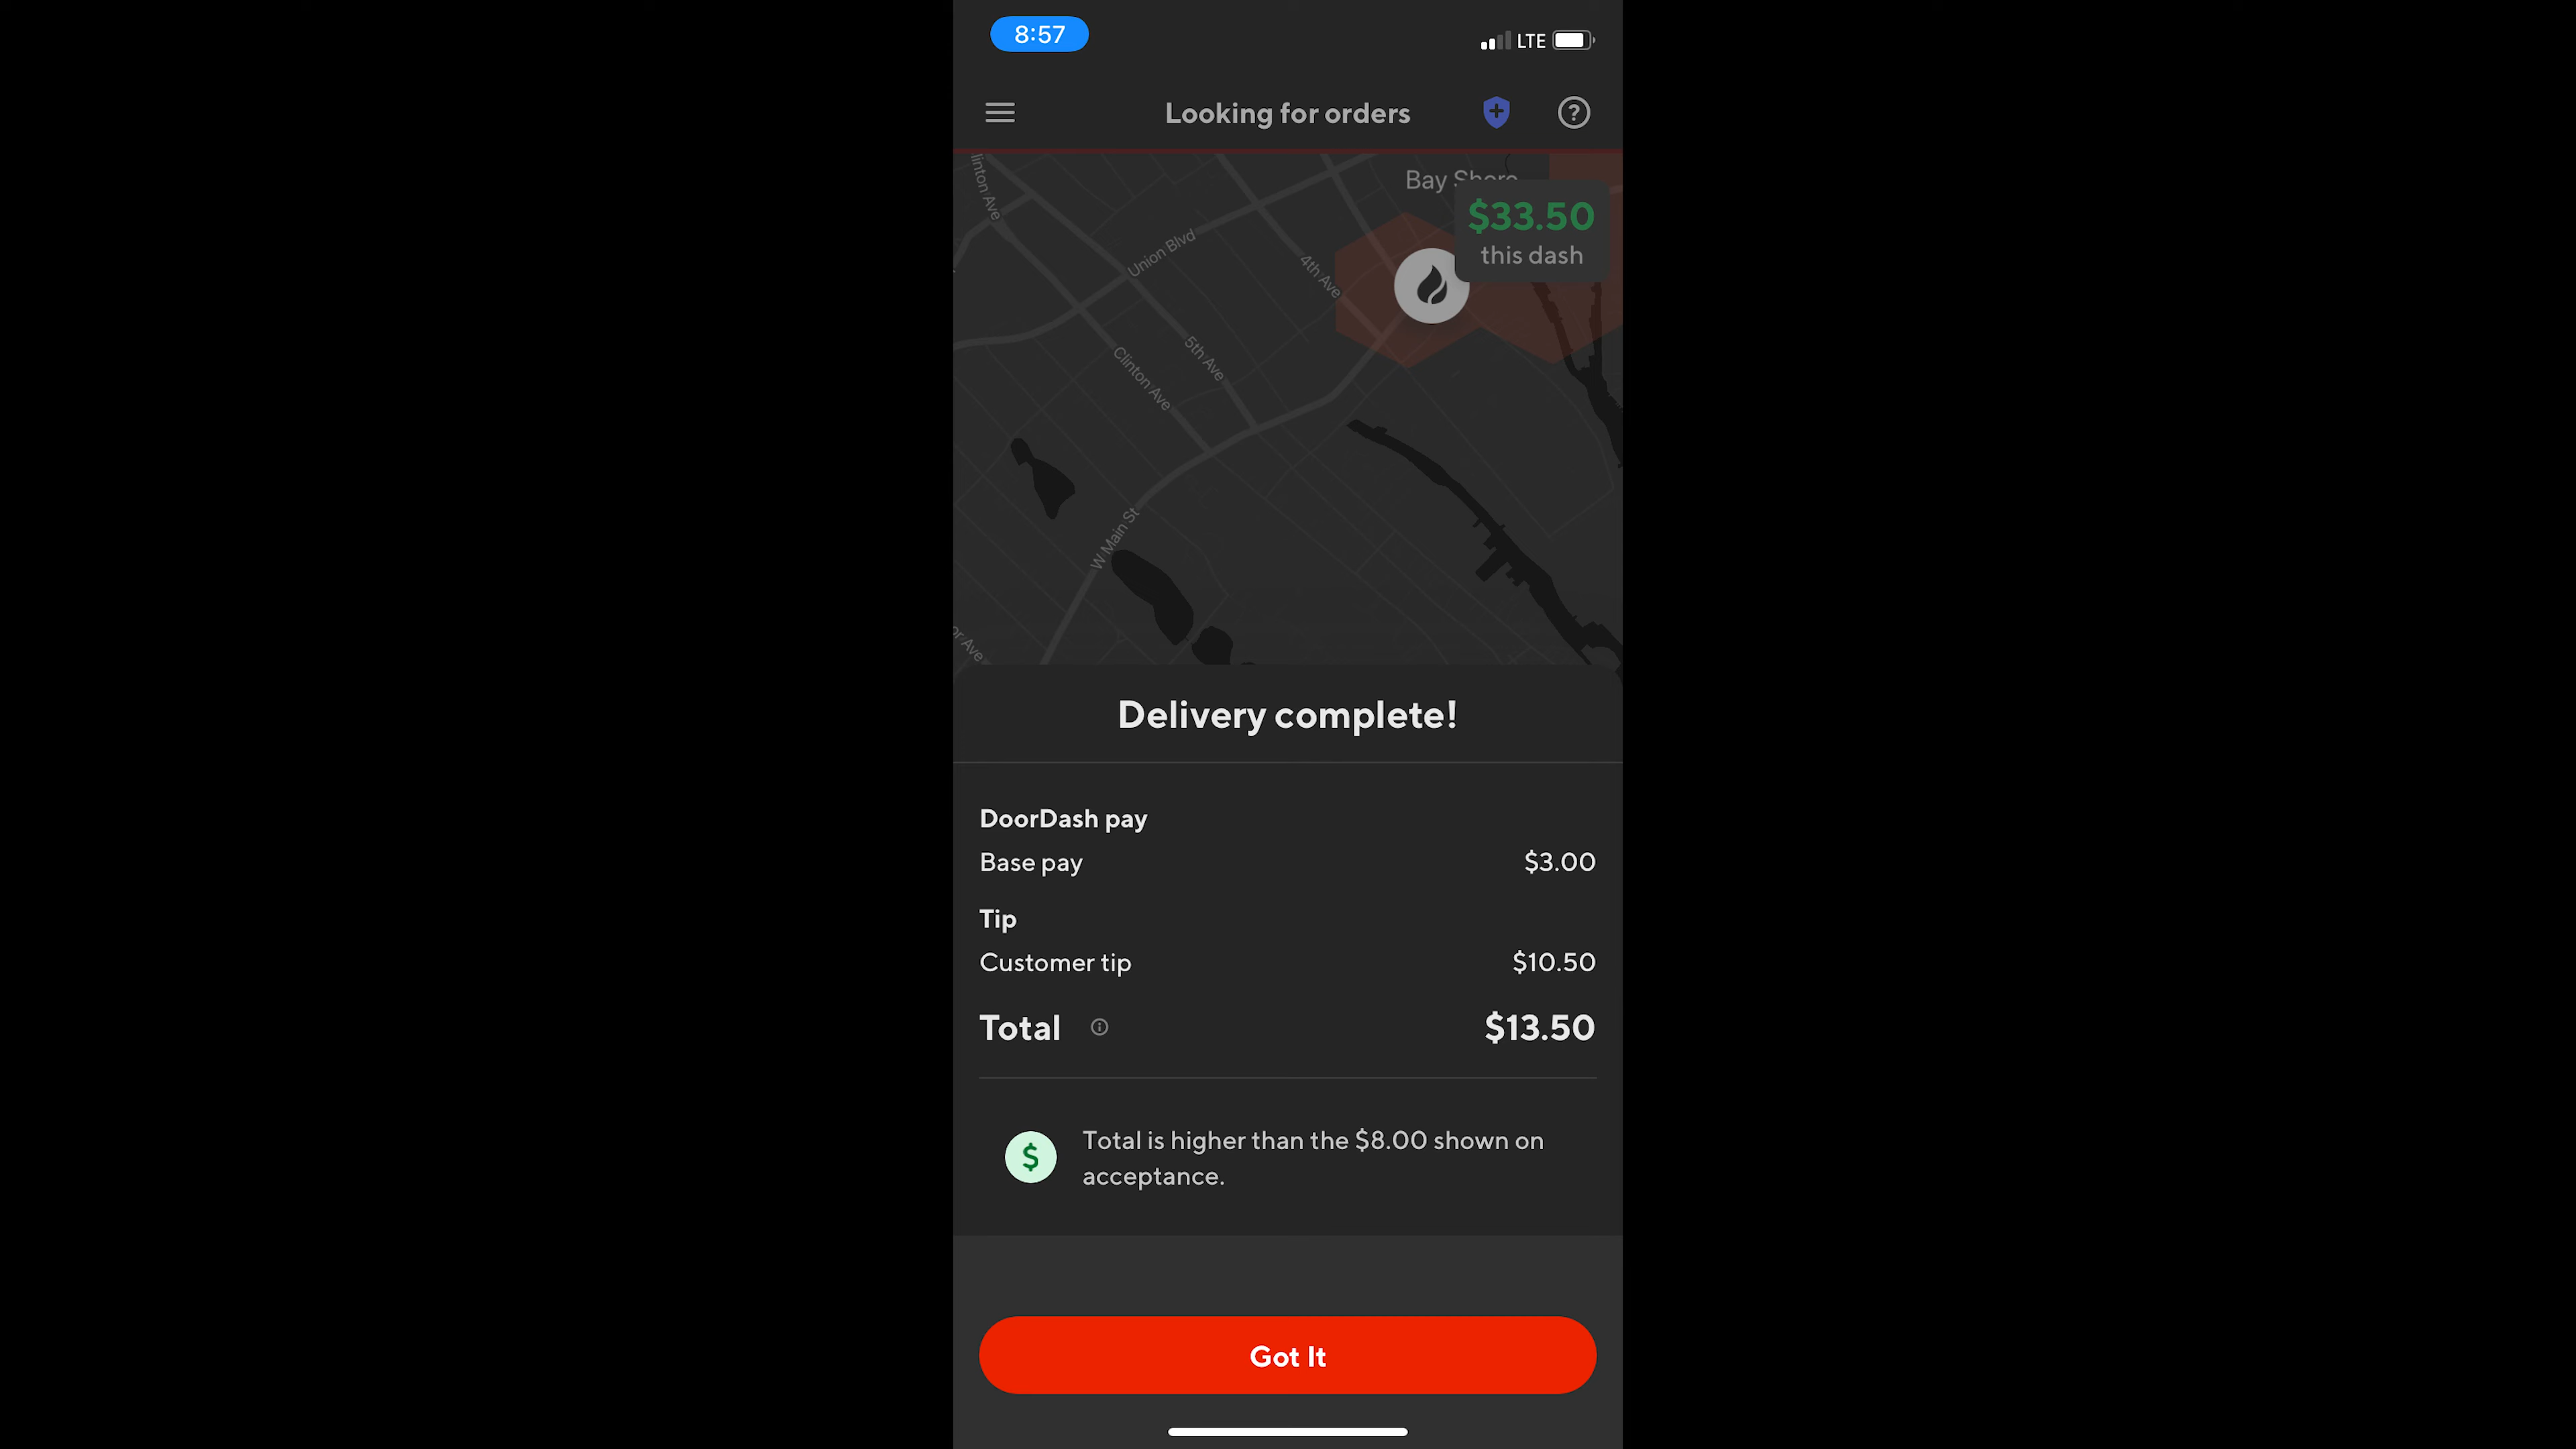 8:57
LTE
Looking for orders
Bay Shore
$33.50
this dash
Union Blvd
4th Ave
5th Ave
Clinton Ave
W Main St
Delivery complete!
DoorDash pay
Base pay $3.00
Tip
Customer tip $10.50
Total $13.50
$
Total is higher than the $8.00 shown on
acceptance.
Got It